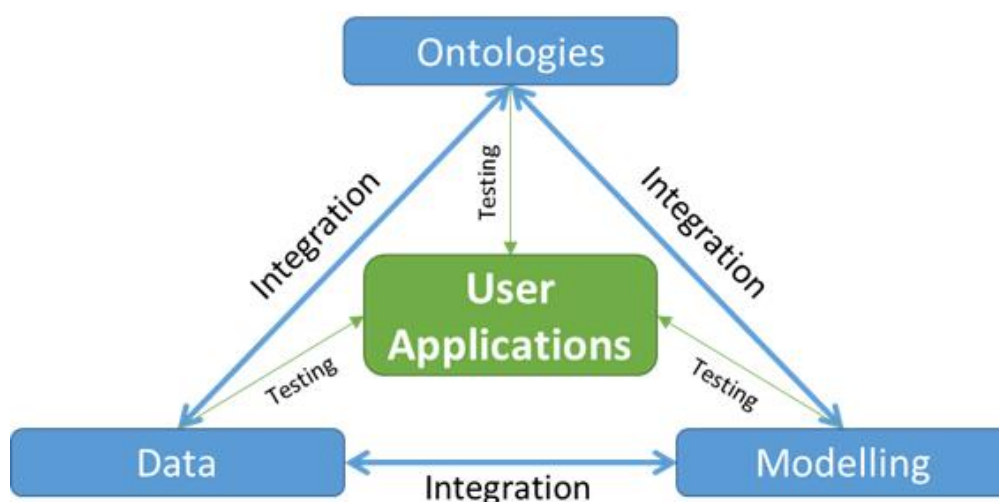 Ontologies
Integration
Testing
Integration
User
Applications
Testing
Testing
Data
Integration
Modelling